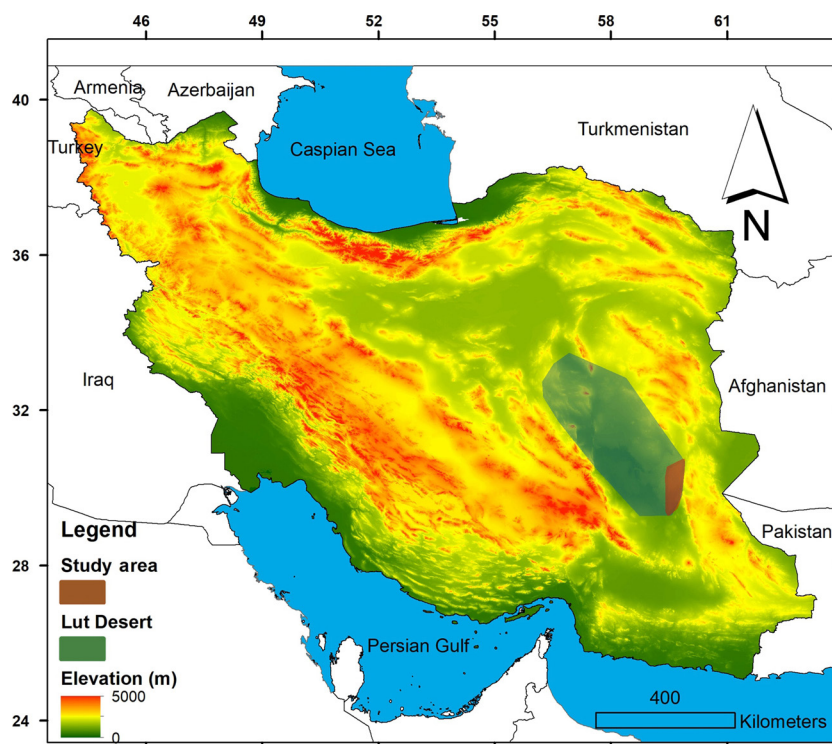 46 49 52 55 58 61
40
36
32
28
24
Armenia
Azerbaijan
Turkey
Caspian Sea
Turkmenistan
N
Iraq
Afghanistan
Pakistan
Persian Gulf
Legend
Study area
Lut Desert
Elevation (m)
5000
0
400
Kilometers